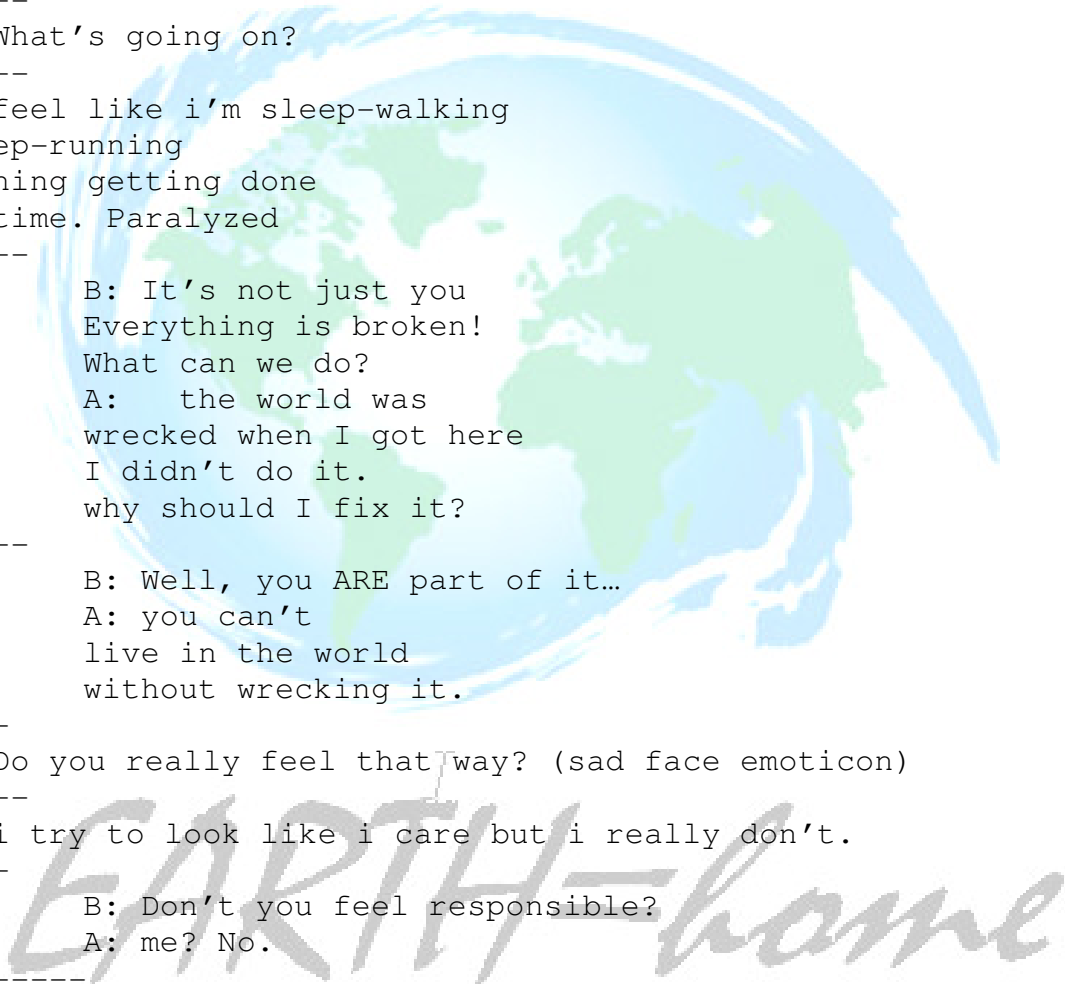 --
What's going on?
--
feel like i'm sleep-walking
ep-running
ning getting done
time. Paralyzed
--
B: It's not just you
Everything is broken!
What can we do?
A: the world was
wrecked when I got here
I didn't do it.
why should I fix it?
--
B: Well, you ARE part of it…
A: you can't
live in the world
without wrecking it.
-
Do you really feel that way? (sad face emoticon)
--
i try to look like i care but i really don't.
-
B: Don't you feel responsible?
A: me? No.
-----
EARTH=home